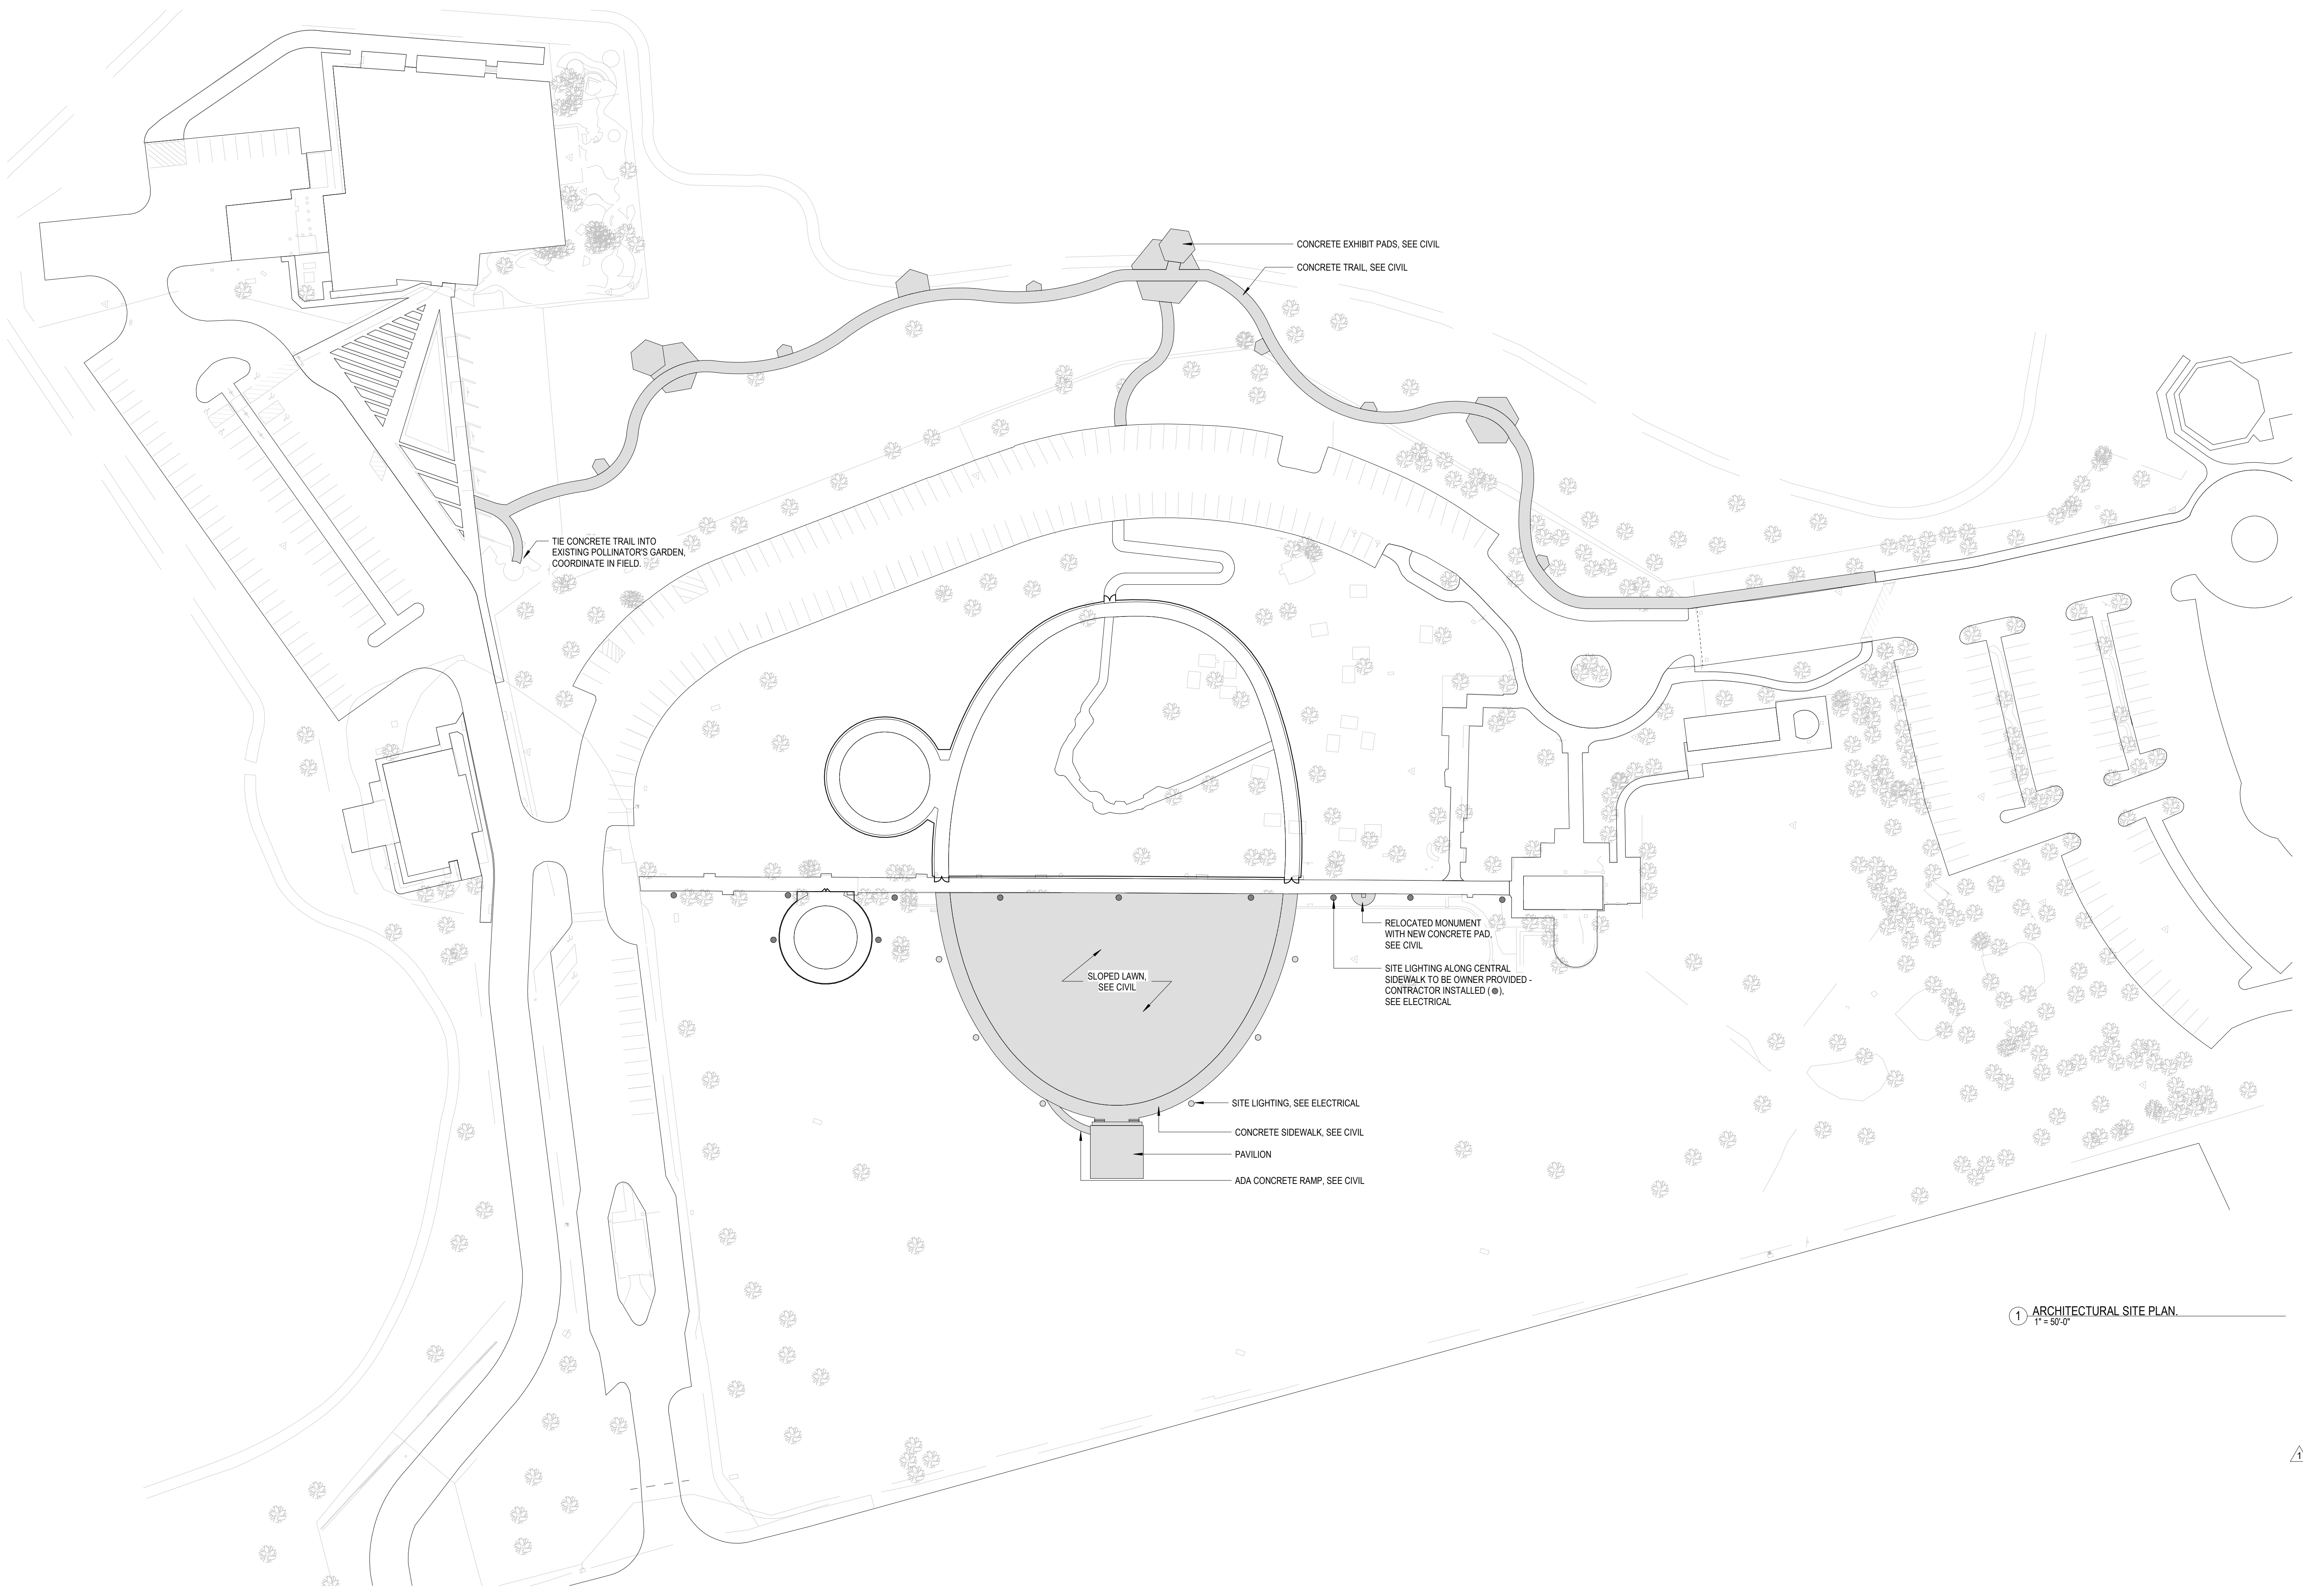 CONCRETE EXHIBIT PADS, SEE CIVIL
CONCRETE TRAIL, SEE CIVIL
TIE CONCRETE TRAIL INTO
EXISTING POLLINATOR'S GARDEN,
COORDINATE IN FIELD.
RELOCATED MONUMENT
WITH NEW CONCRETE PAD,
SEE CIVIL
SITE LIGHTING ALONG CENTRAL
SIDEWALK TO BE OWNER PROVIDED -
CONTRACTOR INSTALLED ( ),
SEE ELECTRICAL
SLOPED LAWN,
SEE CIVIL
SITE LIGHTING, SEE ELECTRICAL
CONCRETE SIDEWALK, SEE CIVIL
PAVILION
ADA CONCRETE RAMP, SEE CIVIL
1 ARCHITECTURAL SITE PLAN.
1" = 50'-0"
1